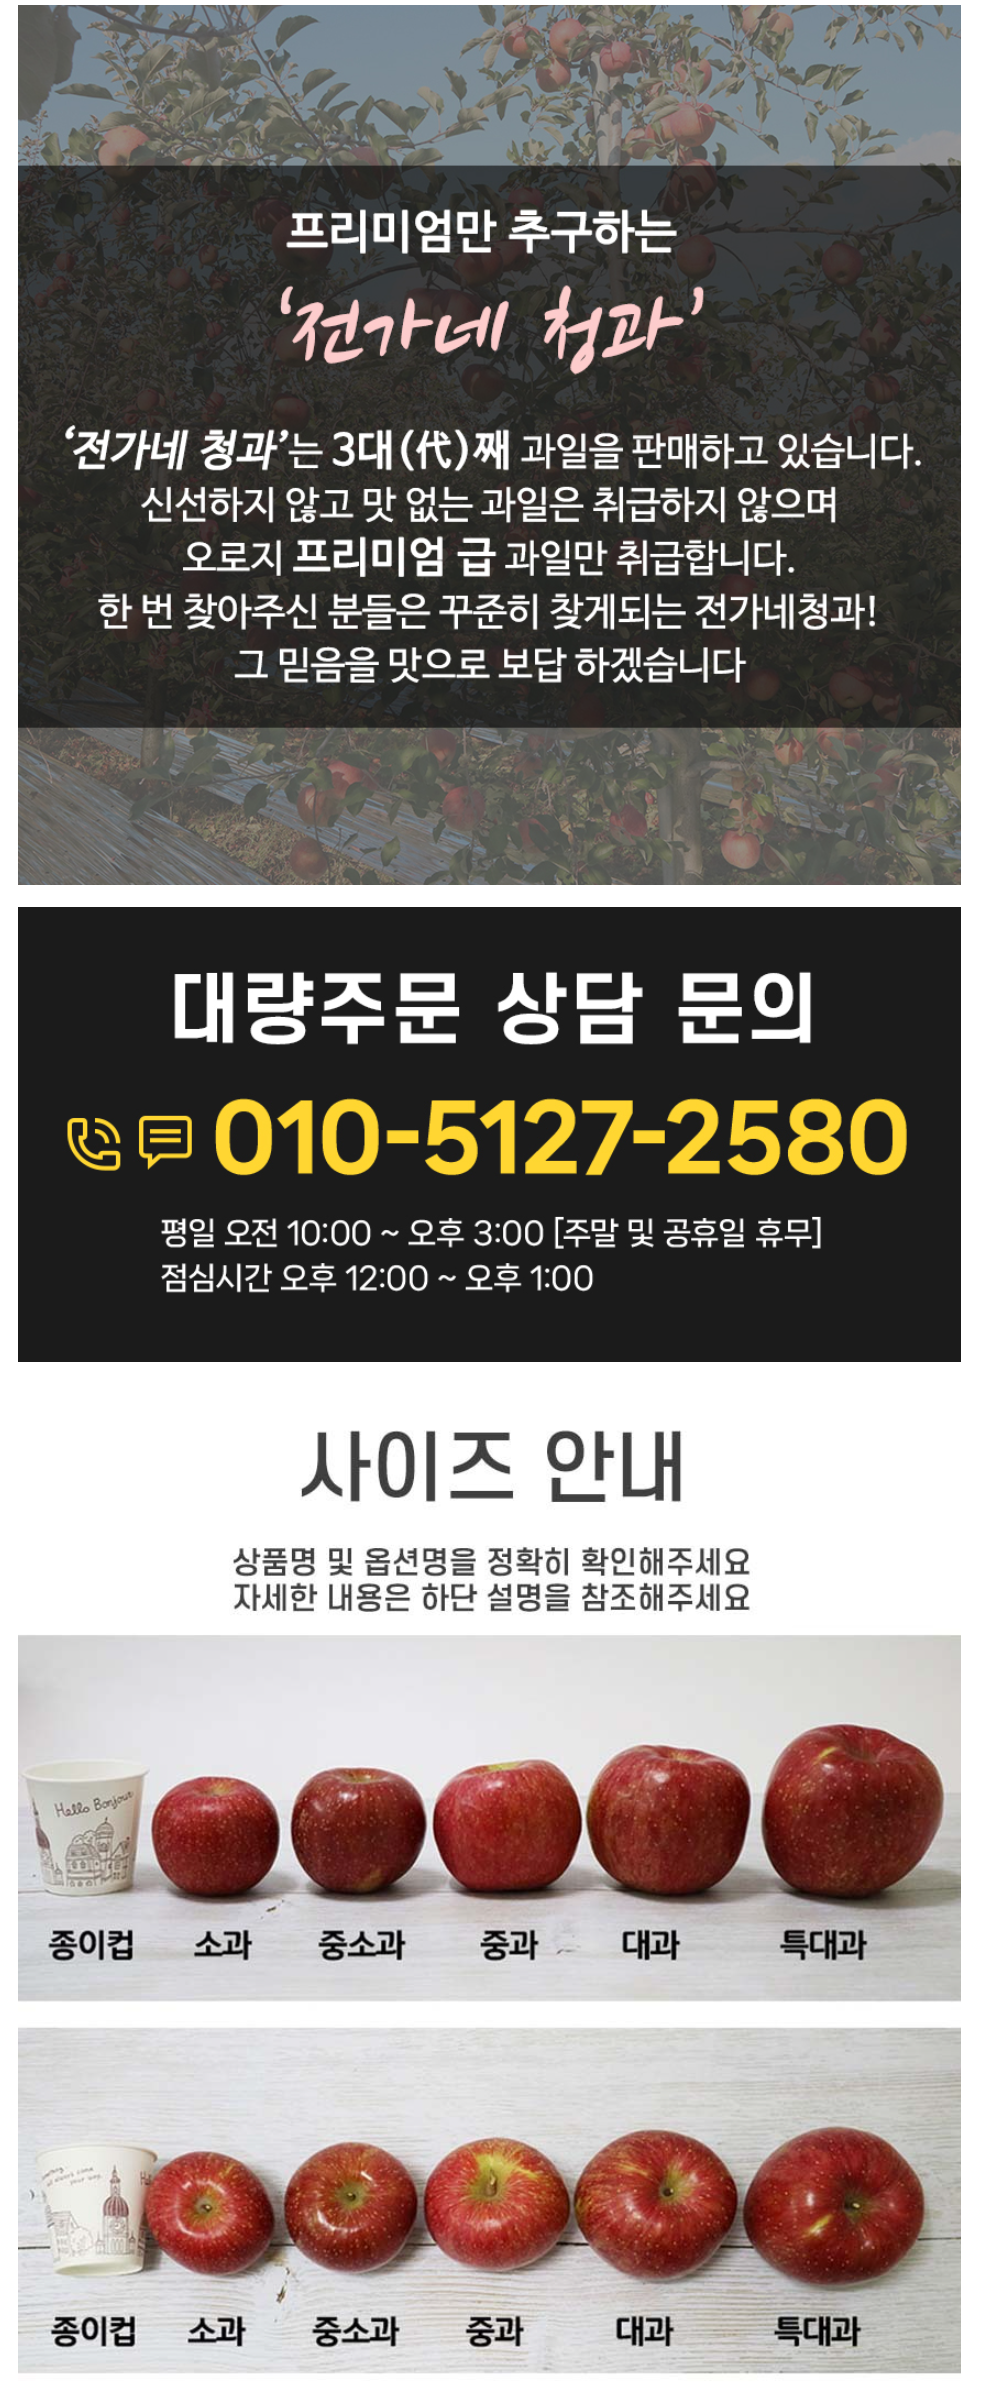 프리미엄만 추구하는
‘전가네 청과’
‘전가네 청과’는 3대(代)째 과일을 판매하고 있습니다.
신선하지 않고 맛 없는 과일은 취급하지 않으며
오로지 프리미엄 급 과일만 취급합니다.
한 번 찾아주신 분들은 꾸준히 찾게되는 전가네청과!
그 믿음을 맛으로 보답 하겠습니다
대량주문 상담 문의
010-5127-2580
평일 오전 10:00 ~ 오후 3:00 [주말 및 공휴일 휴무]
점심시간 오후 12:00 ~ 오후 1:00
사이즈 안내
상품명 및 옵션명을 정확히 확인해주세요
자세한 내용은 하단 설명을 참조해주세요
Hello Bonjour
종이컵 소과 중소과 중과 대과 특대과
your way.
종이컵 소과 중소과 중과 대과 특대과